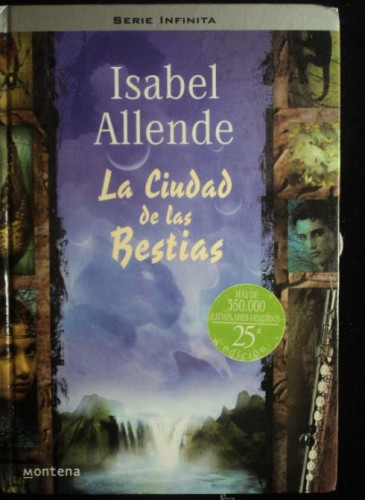 SERIE INFINITA
Isabel
Allende
La Ciudad
de las
Bestias
MÁS DE
350.000
EJEMPLARES VENDIDOS
25ª
edición
montena